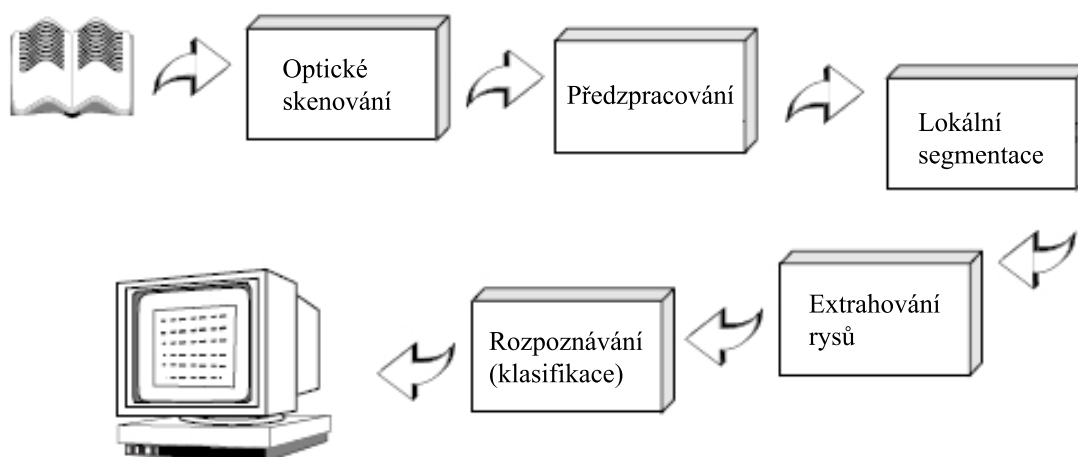 Optické
skenování
Předzpracování
Lokální
segmentace
Extrahování
rysů
Rozpoznávání
(klasifikace)